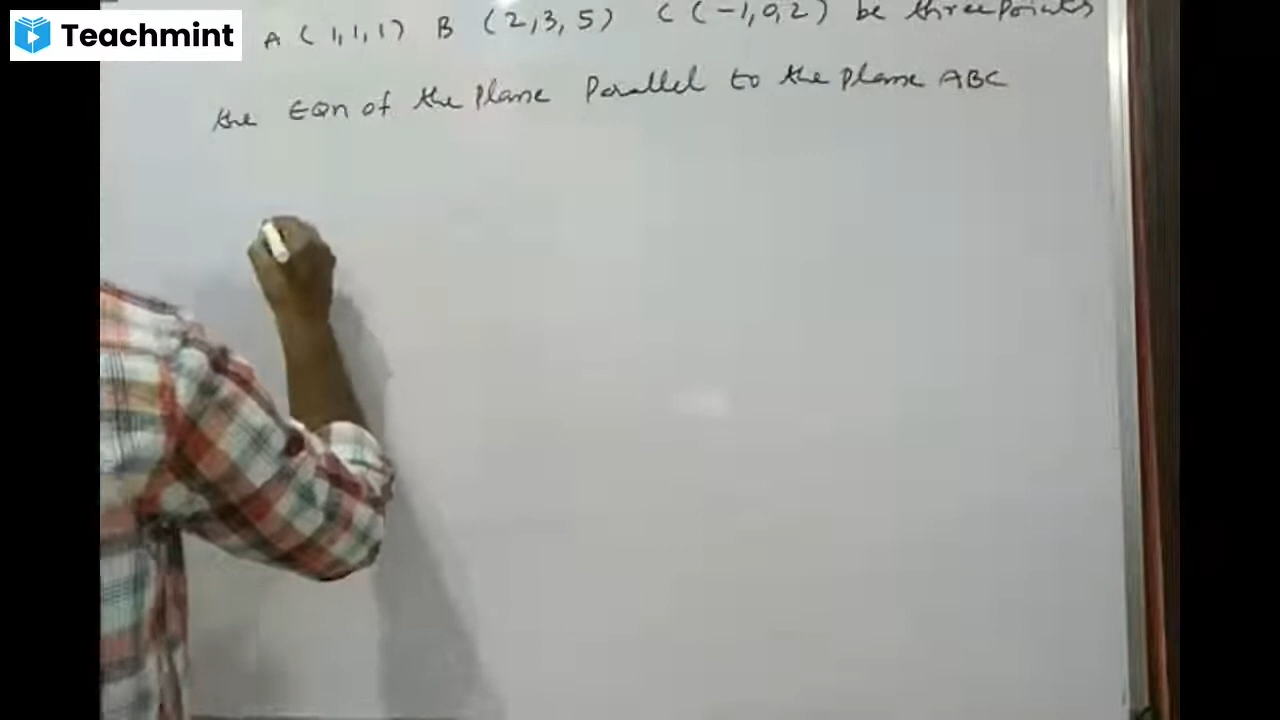 Teachmint
A (1,1,1) B (2,3,5) C (-1,0,2) be three points
the EQn of the Plane Parallel to the Plane ABC